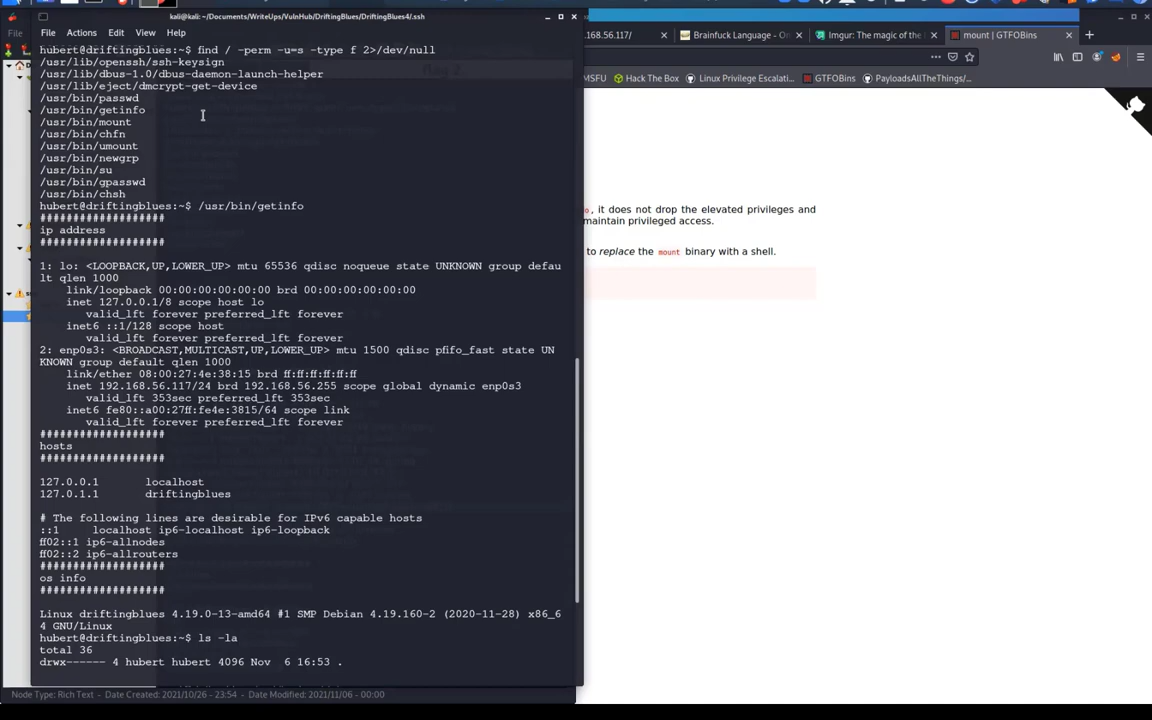 kali@kali: ~/Documents/WriteUps/VulnHub/DriftingBlues/DriftingBlues4/.ssh
File Actions Edit View Help
hubert@driftingblues:~$ find / -perm -u=s -type f 2>/dev/null
/usr/lib/openssh/ssh-keysign
/usr/lib/dbus-1.0/dbus-daemon-launch-helper
/usr/lib/eject/dmcrypt-get-device
/usr/bin/passwd
/usr/bin/getinfo
/usr/bin/mount
/usr/bin/chfn
/usr/bin/umount
/usr/bin/newgrp
/usr/bin/su
/usr/bin/gpasswd
/usr/bin/chsh
hubert@driftingblues:~$ /usr/bin/getinfo
###################
ip address
###################
1: lo: <LOOPBACK,UP,LOWER_UP> mtu 65536 qdisc noqueue state UNKNOWN group defau
lt qlen 1000
link/loopback 00:00:00:00:00:00 brd 00:00:00:00:00:00
inet 127.0.0.1/8 scope host lo
valid_lft forever preferred_lft forever
inet6 ::1/128 scope host
valid_lft forever preferred_lft forever
2: enp0s3: <BROADCAST,MULTICAST,UP,LOWER_UP> mtu 1500 qdisc pfifo_fast state UN
KNOWN group default qlen 1000
link/ether 08:00:27:4e:38:15 brd ff:ff:ff:ff:ff:ff
inet 192.168.56.117/24 brd 192.168.56.255 scope global dynamic enp0s3
valid_lft 353sec preferred_lft 353sec
inet6 fe80::a00:27ff:fe4e:3815/64 scope link
valid_lft forever preferred_lft forever
###################
hosts
###################
127.0.0.1 localhost
127.0.1.1 driftingblues
# The following lines are desirable for IPv6 capable hosts
::1 localhost ip6-localhost ip6-loopback
ff02::1 ip6-allnodes
ff02::2 ip6-allrouters
###################
os info
###################
Linux driftingblues 4.19.0-13-amd64 #1 SMP Debian 4.19.160-2 (2020-11-28) x86_6
4 GNU/Linux
hubert@driftingblues:~$ ls -la
total 36
drwx------ 4 hubert hubert 4096 Nov 6 16:53 .
Node Type: Rich Text - Date Created: 2021/10/26 - 23:54 - Date Modified: 2021/11/06 - 00:00
File
.168.56.117/
Brainfuck Language - On
Imgur: The magic of the
mount | GTFOBins
MSFU
Hack The Box
Linux Privilege Escalati...
GTFOBins
PayloadsAllTheThings/...
, it does not drop the elevated privileges and
maintain privileged access.
to replace the mount binary with a shell.